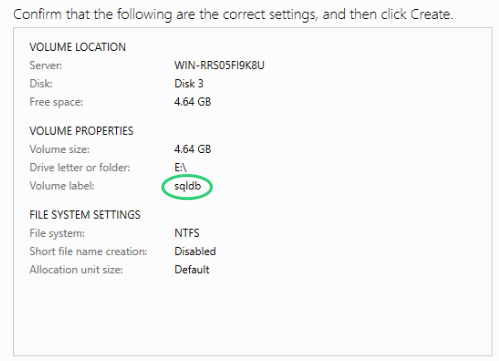 Confirm that the following are the correct settings, and then click Create.
VOLUME LOCATION
Server: WIN-RRS05FI9K8U
Disk: Disk 3
Free space: 4.64 GB
VOLUME PROPERTIES
Volume size: 4.64 GB
Drive letter or folder: E:\
Volume label: sqldb
FILE SYSTEM SETTINGS
File system: NTFS
Short file name creation: Disabled
Allocation unit size: Default